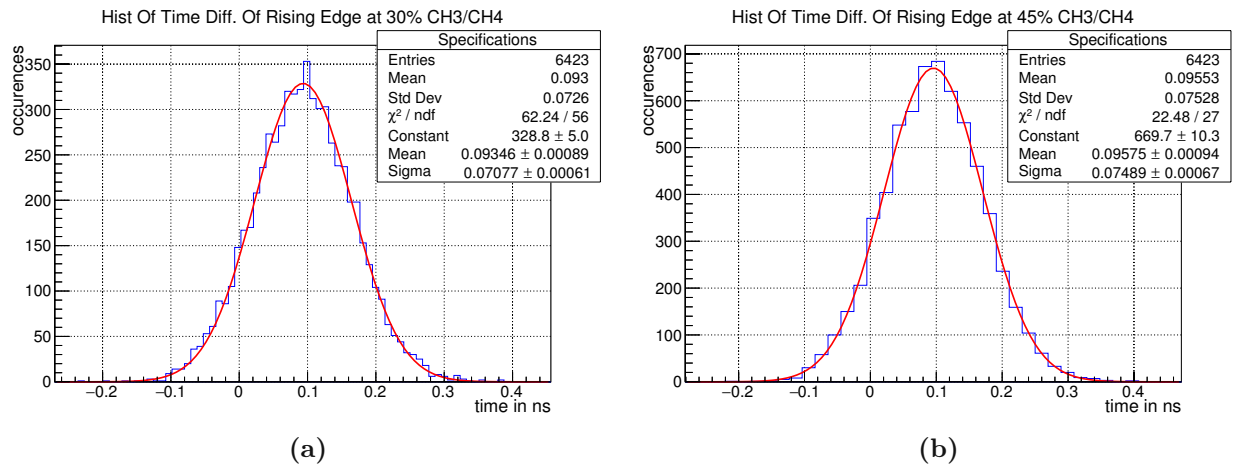 Hist Of Time Diff. Of Rising Edge at 30% CH3/CH4
occurences
Specifications
Entries 6423
Mean 0.093
Std Dev 0.0726
χ² / ndf 62.24 / 56
Constant 328.8 ± 5.0
Mean 0.09346 ± 0.00089
Sigma 0.07077 ± 0.00061
350
300
250
200
150
100
50
0
−0.2 −0.1 0 0.1 0.2 0.3 0.4
time in ns
(a)
Hist Of Time Diff. Of Rising Edge at 45% CH3/CH4
occurences
Specifications
Entries 6423
Mean 0.09553
Std Dev 0.07528
χ² / ndf 22.48 / 27
Constant 669.7 ± 10.3
Mean 0.09575 ± 0.00094
Sigma 0.07489 ± 0.00067
700
600
500
400
300
200
100
0
−0.2 −0.1 0 0.1 0.2 0.3 0.4
time in ns
(b)